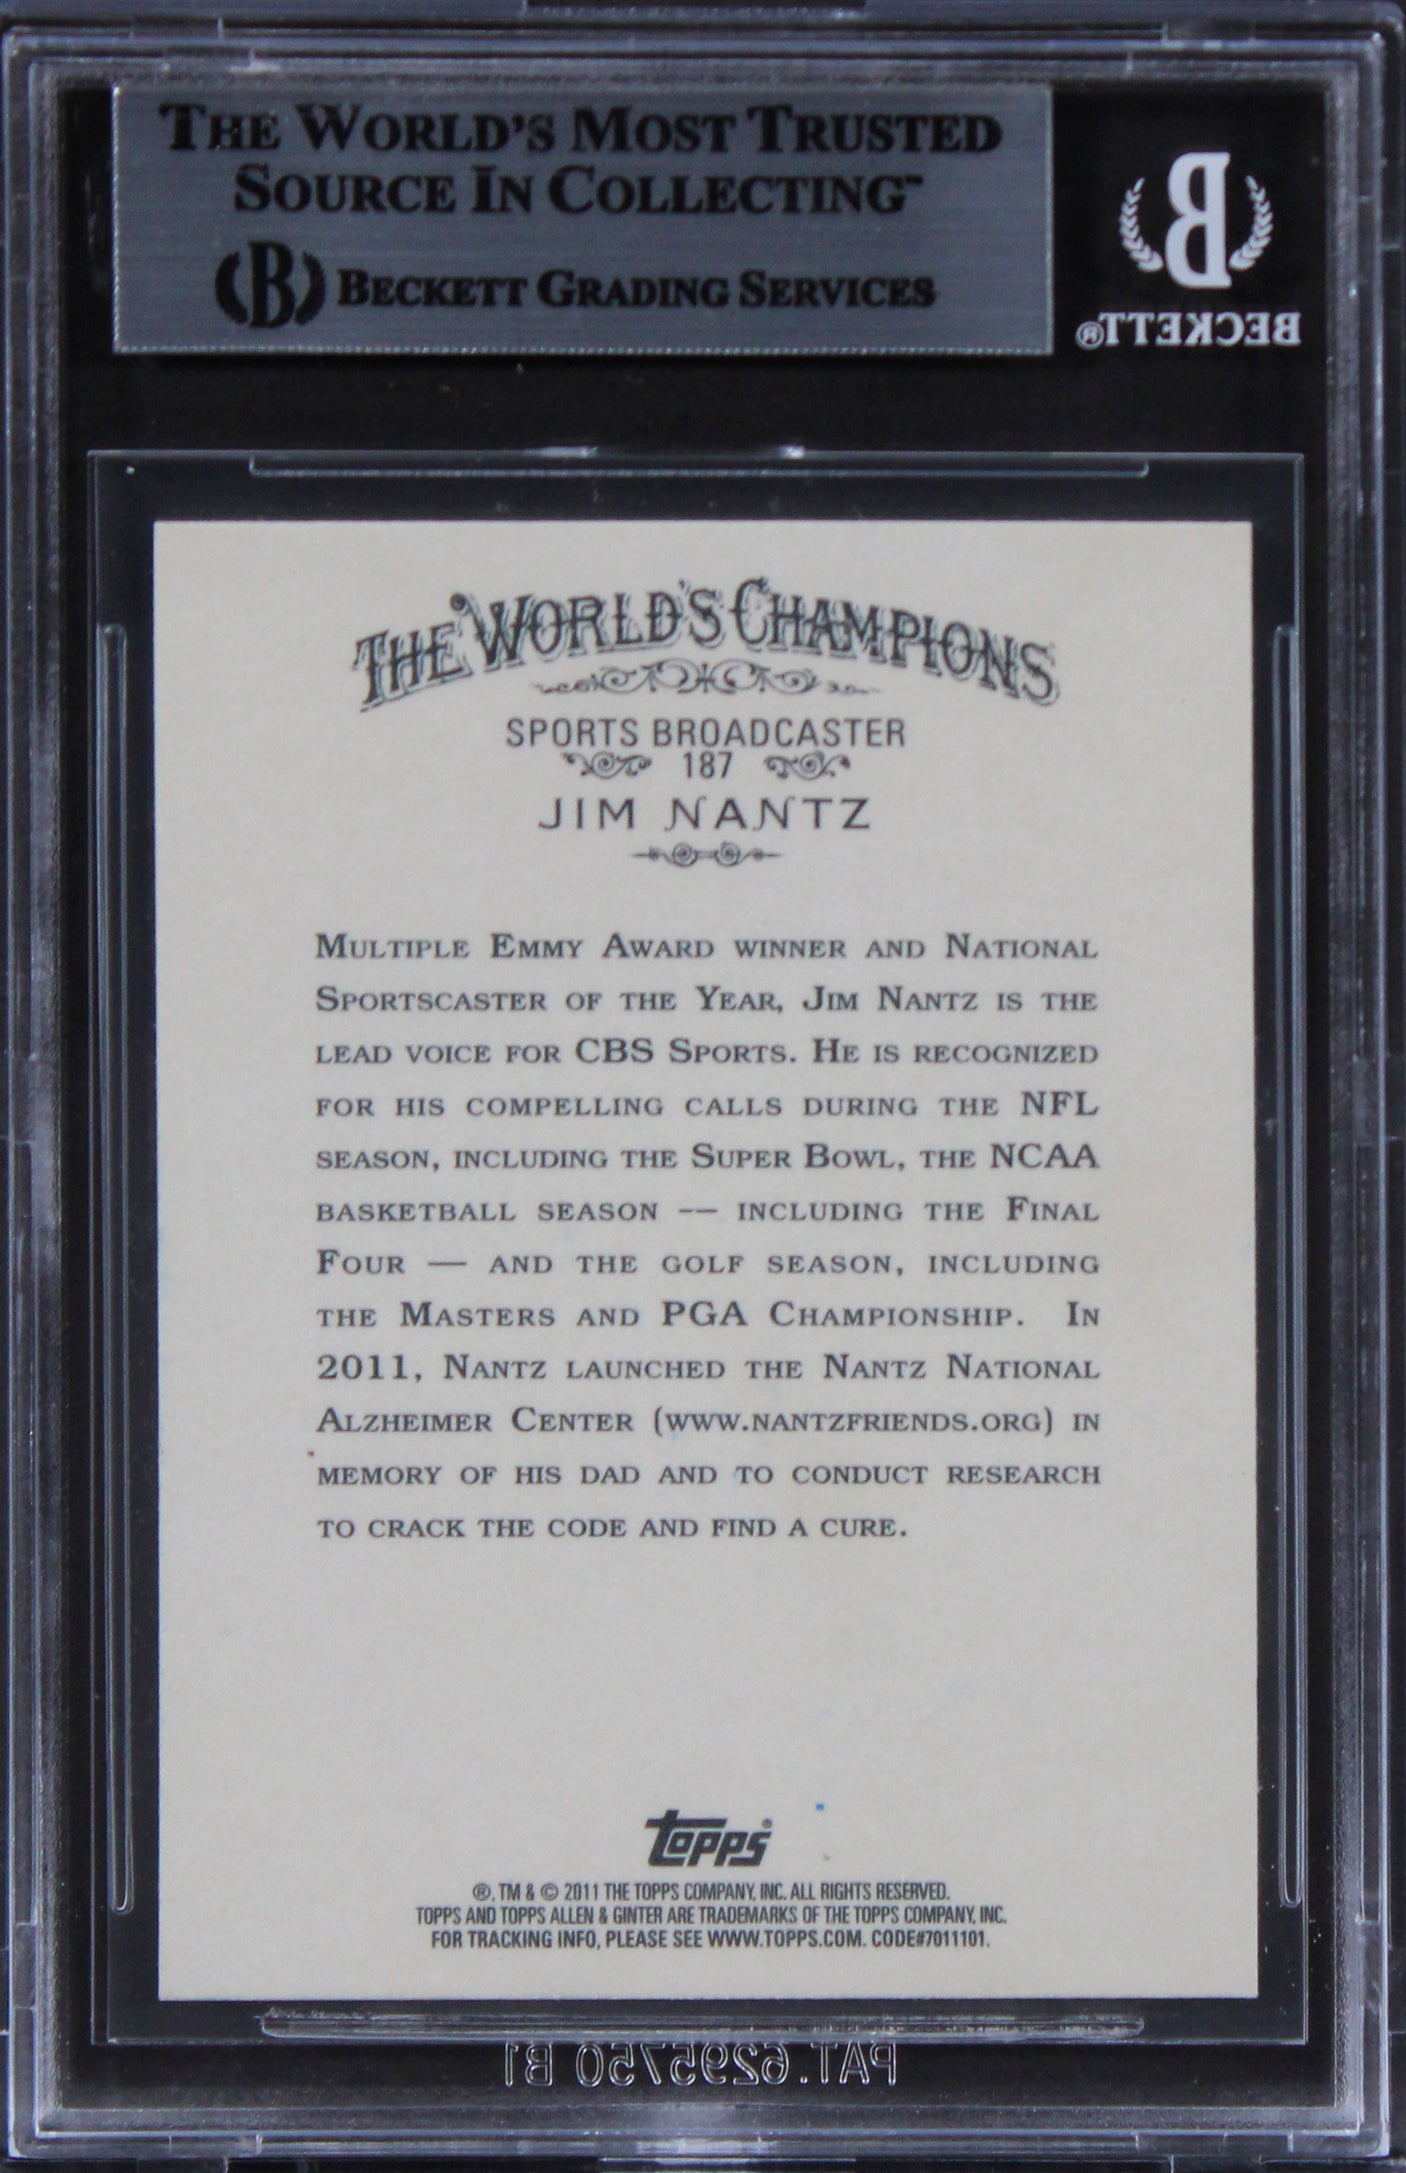 THE WORLD'S MOST TRUSTED
SOURCE IN COLLECTING™
B BECKETT GRADING SERVICES
B
BECKETT®
THE WORLD'S CHAMPIONS
SPORTS BROADCASTER
187
JIM NANTZ
MULTIPLE EMMY AWARD WINNER AND NATIONAL
SPORTSCASTER OF THE YEAR, JIM NANTZ IS THE
LEAD VOICE FOR CBS SPORTS. HE IS RECOGNIZED
FOR HIS COMPELLING CALLS DURING THE NFL
SEASON, INCLUDING THE SUPER BOWL, THE NCAA
BASKETBALL SEASON — INCLUDING THE FINAL
FOUR — AND THE GOLF SEASON, INCLUDING
THE MASTERS AND PGA CHAMPIONSHIP. IN
2011, NANTZ LAUNCHED THE NANTZ NATIONAL
ALZHEIMER CENTER (WWW.NANTZFRIENDS.ORG) IN
MEMORY OF HIS DAD AND TO CONDUCT RESEARCH
TO CRACK THE CODE AND FIND A CURE.
topps®
®, TM & © 2011 THE TOPPS COMPANY, INC. ALL RIGHTS RESERVED.
TOPPS AND TOPPS ALLEN & GINTER ARE TRADEMARKS OF THE TOPPS COMPANY, INC.
FOR TRACKING INFO, PLEASE SEE WWW.TOPPS.COM. CODE#7011101.
PAT.6295750 B1